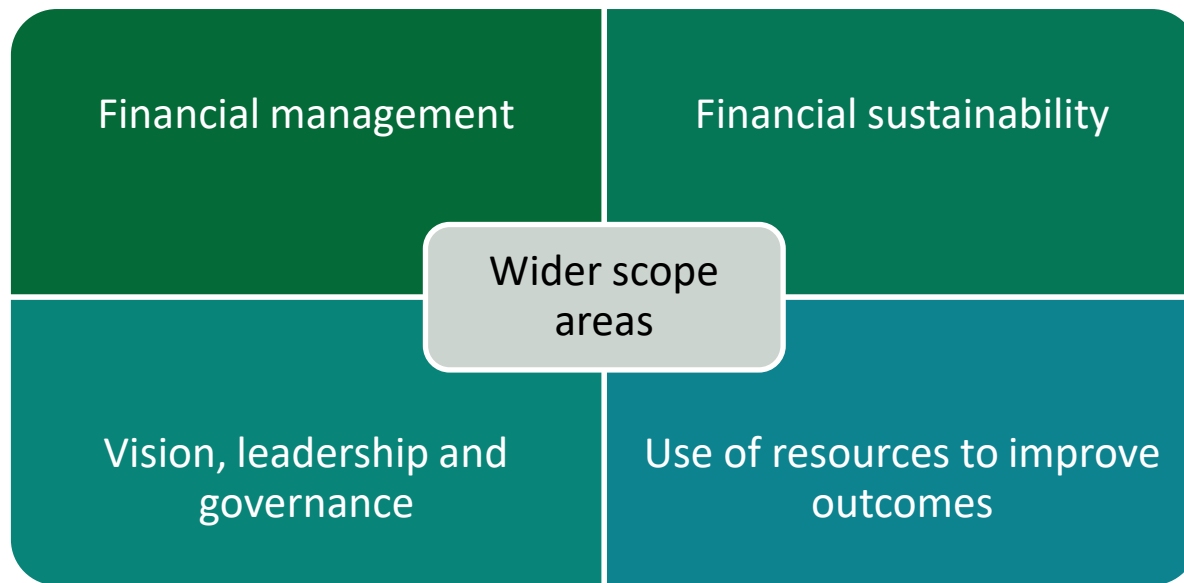 Financial management
Financial sustainability
Wider scope
areas
Vision, leadership and
governance
Use of resources to improve
outcomes